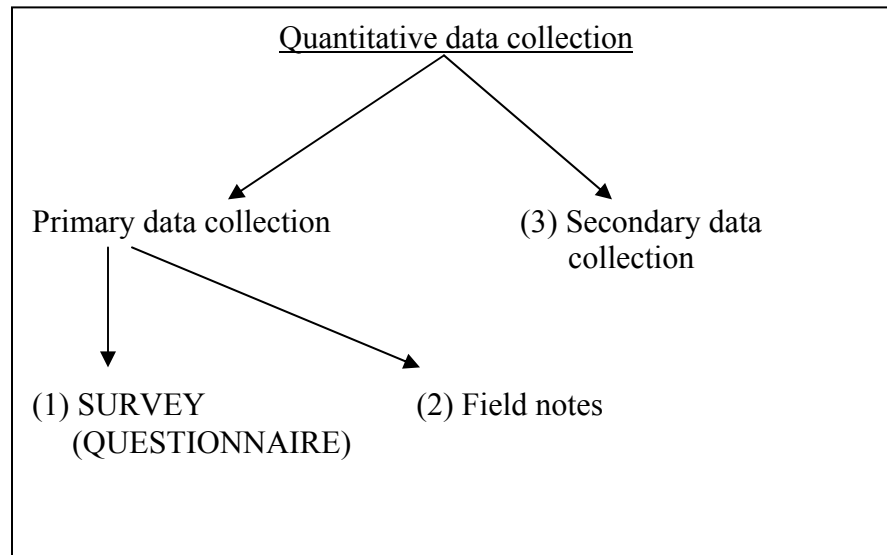 Quantitative data collection
Primary data collection
(3) Secondary data
collection
(1) SURVEY
(QUESTIONNAIRE)
(2) Field notes